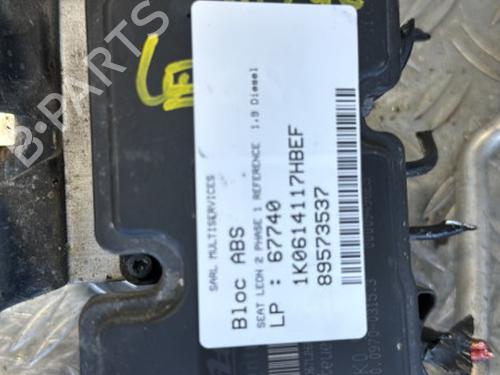 SARL MULTISERVICES
Bloc ABS
SEAT LEON 2 PHASE 1 REFERENCE 1.9 Diesel
LP : 67740
1K0614117HBEF
89573537
B-PARTS